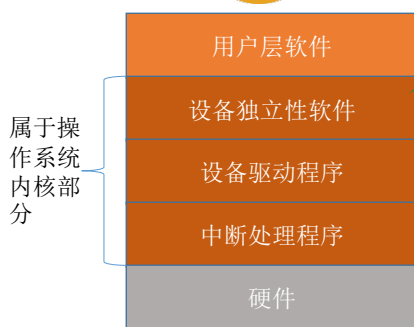 用户层软件
设备独立性软件
设备驱动程序
中断处理程序
硬件
属于操
作系统
内核部
分